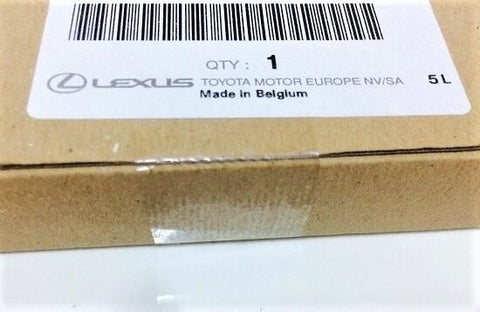 QTY : 1
LEXUS TOYOTA MOTOR EUROPE NV/SA 5L
Made in Belgium